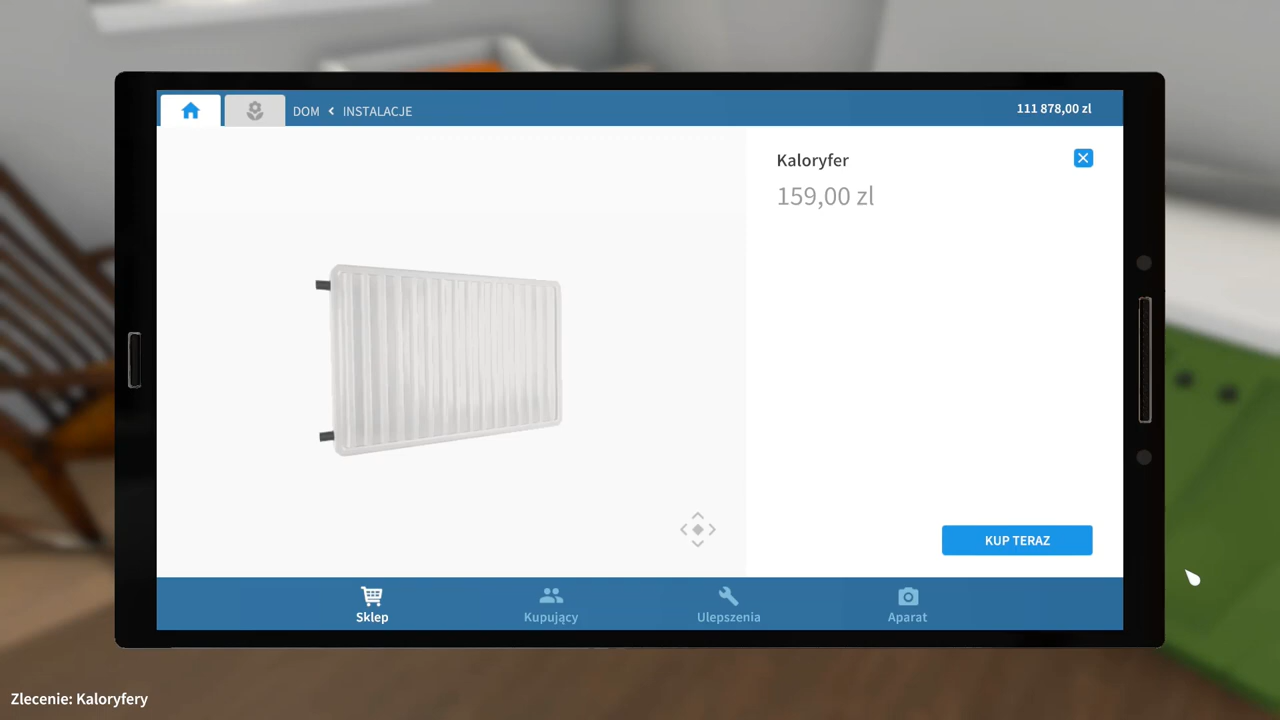 DOM < INSTALACJE
111 878,00 zl
Kaloryfer
159,00 zl
KUP TERAZ
Sklep
Kupujący
Ulepszenia
Aparat
Zlecenie: Kaloryfery